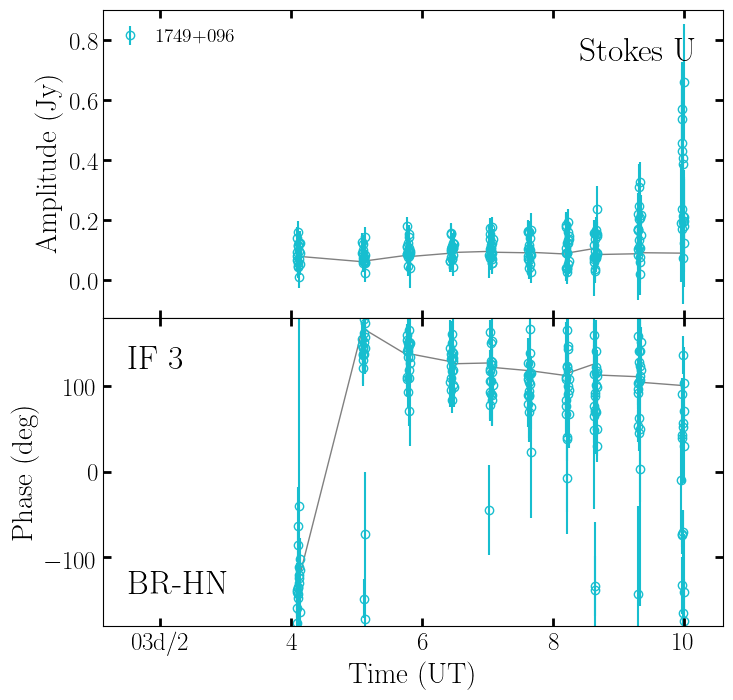 1749+096
Stokes U
Amplitude (Jy)
0.8
0.6
0.4
0.2
0.0
IF 3
Phase (deg)
100
0
−100
BR-HN
03d/2
4
6
8
10
Time (UT)